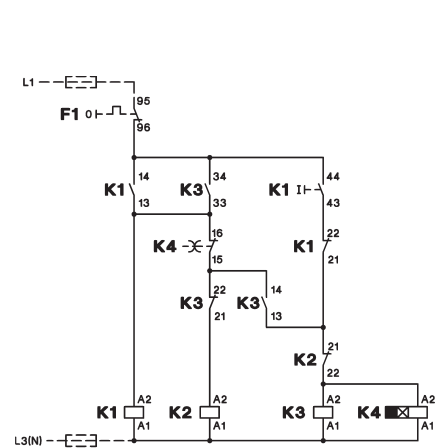 L1
95
F1 0
96
14 34 44
K1 K3 K1 I
13 33 43
16 22
K4 K1
15 21
22 14
K3 K3
21 13
21
K2
22
A2 A2 A2 A2
K1 K2 K3 K4
A1 A1 A1 A1
L3(N)